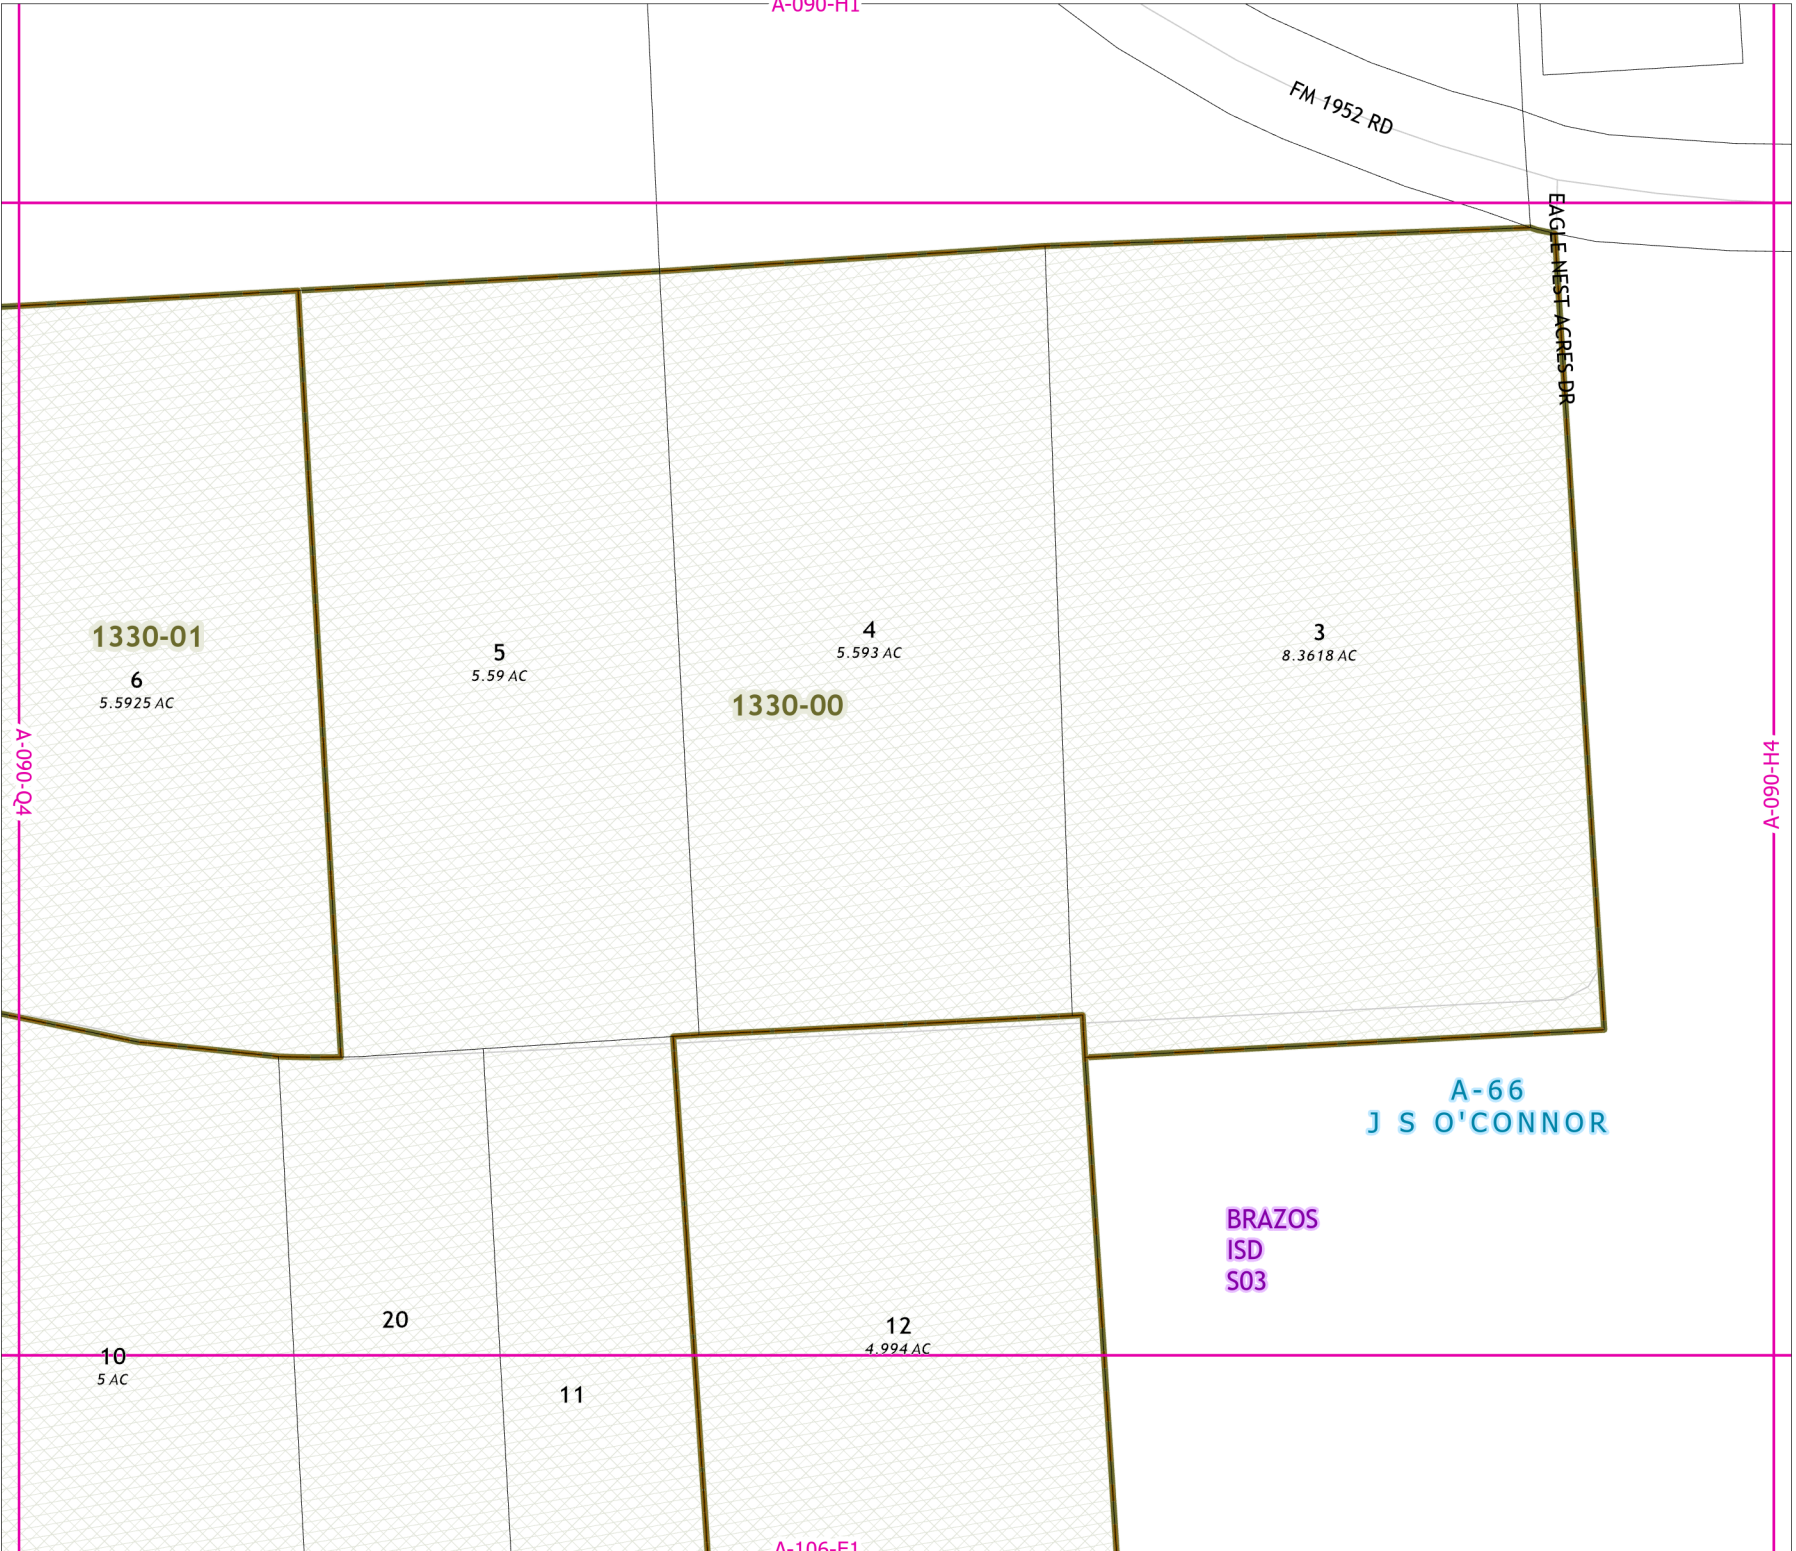 A-090-H1
FM 1952 RD
EAGLE NEST ACRES DR
1330-01
6
5.5925 AC
5
5.59 AC
4
5.593 AC
1330-00
3
8.3618 AC
A-090-Q4
A-090-H4
A-66
J S O'CONNOR
BRAZOS
ISD
S03
20
12
4.994 AC
10
5 AC
11